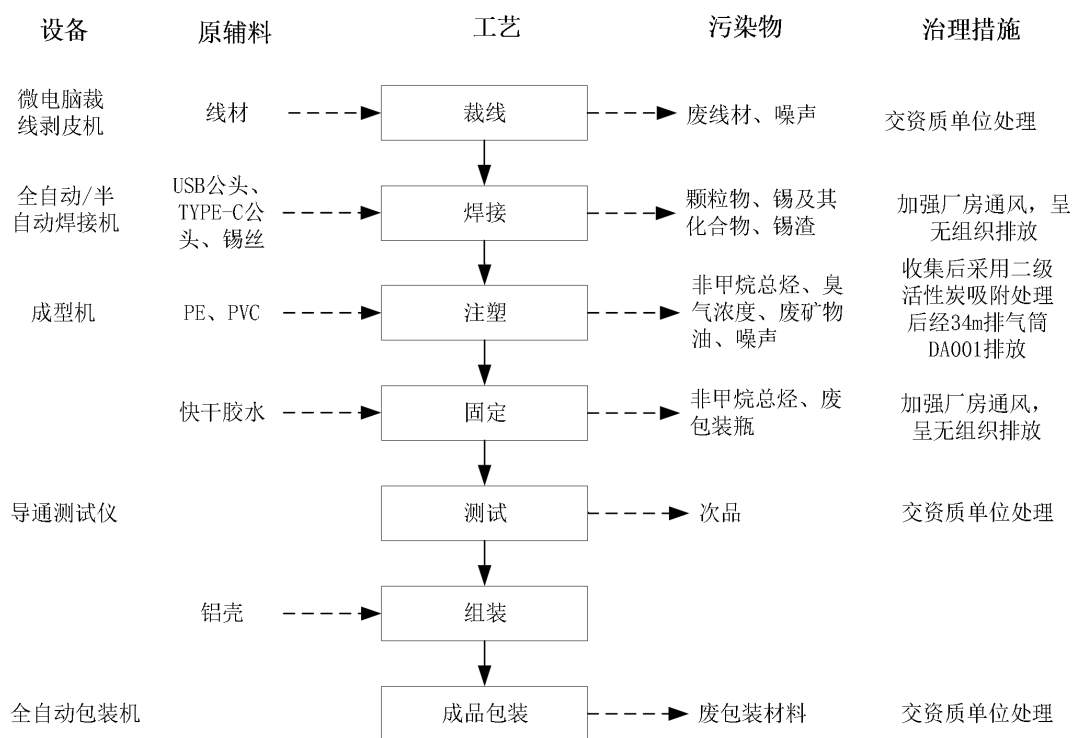 设备 原辅料 工艺 污染物 治理措施
微电脑裁
线剥皮机
线材
裁线
废线材、噪声
交资质单位处理
全自动/半
自动焊接机
USB公头、
TYPE-C公
头、锡丝
焊接
颗粒物、锡及其
化合物、锡渣
加强厂房通风，呈
无组织排放
成型机
PE、PVC
注塑
非甲烷总烃、臭
气浓度、废矿物
油、噪声
收集后采用二级
活性炭吸附处理
后经34m排气筒
DA001排放
快干胶水
固定
非甲烷总烃、废
包装瓶
加强厂房通风，
呈无组织排放
导通测试仪
测试
次品
交资质单位处理
铝壳
组装
全自动包装机
成品包装
废包装材料
交资质单位处理